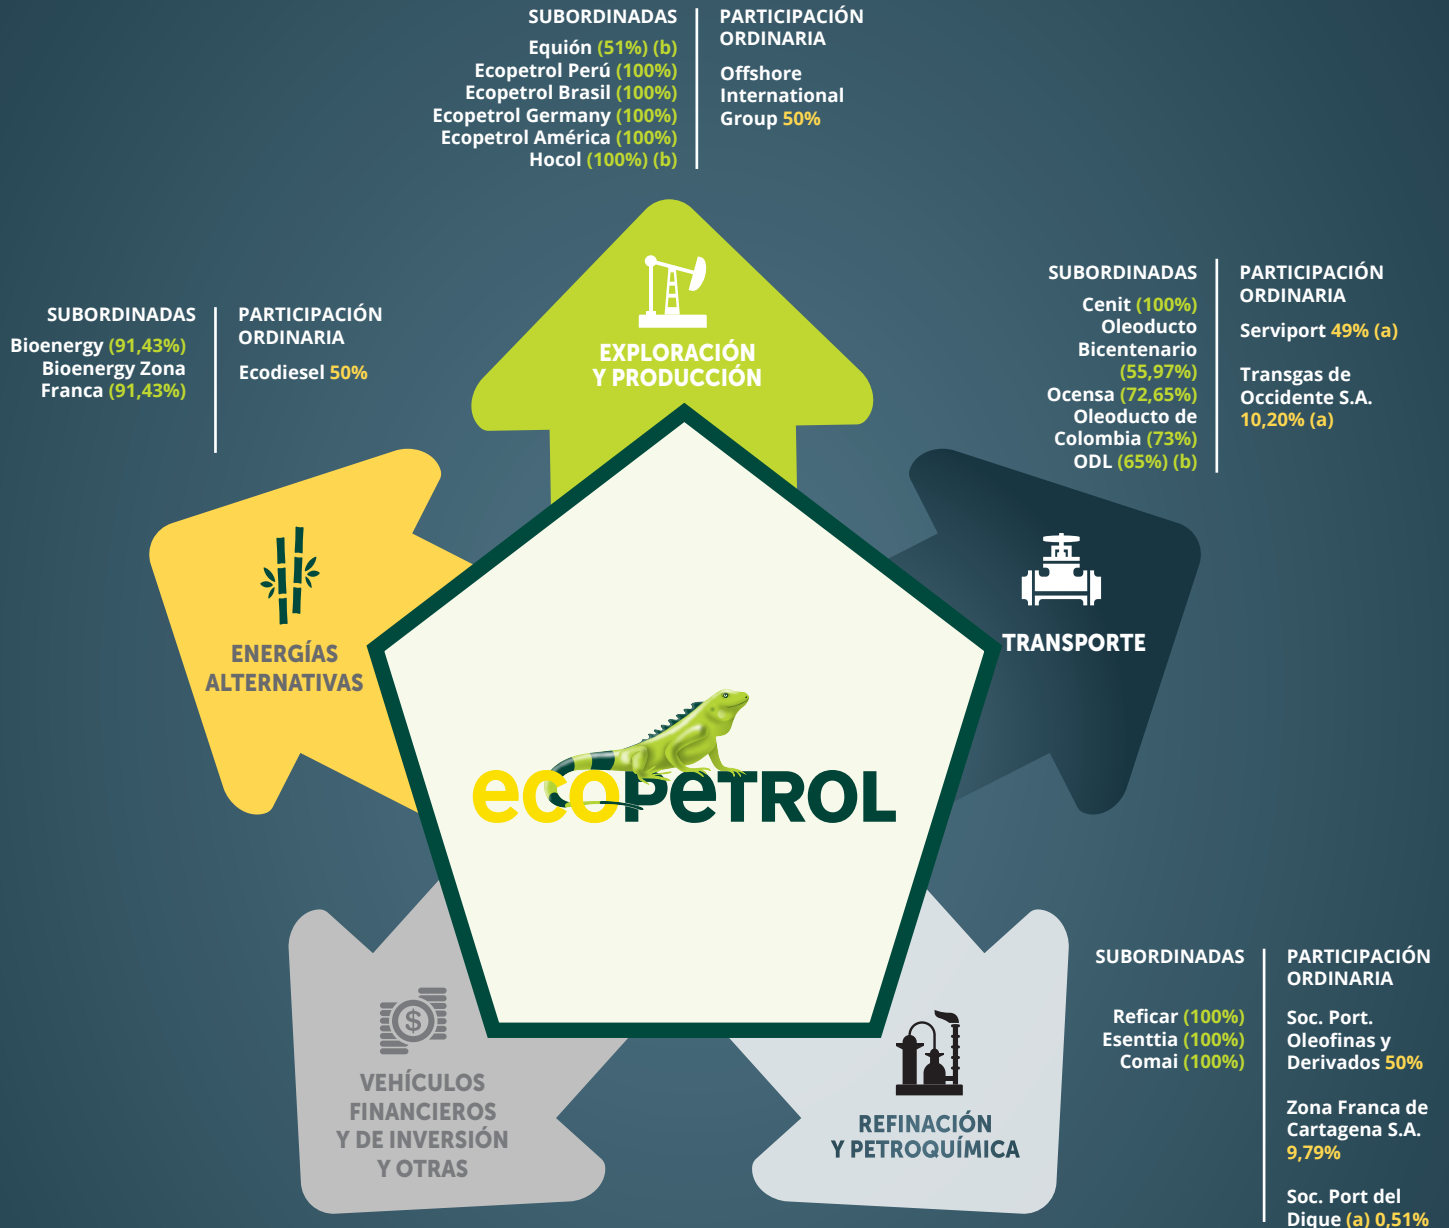 SUBORDINADAS
Equión (51%) (b)
Ecopetrol Perú (100%)
Ecopetrol Brasil (100%)
Ecopetrol Germany (100%)
Ecopetrol América (100%)
Hocol (100%) (b)
PARTICIPACIÓN
ORDINARIA
Offshore
International
Group 50%
SUBORDINADAS
Bioenergy (91,43%)
Bioenergy Zona
Franca (91,43%)
PARTICIPACIÓN
ORDINARIA
Ecodiesel 50%
SUBORDINADAS
Cenit (100%)
Oleoducto
Bicentenario
(55,97%)
Ocensa (72,65%)
Oleoducto de
Colombia (73%)
ODL (65%) (b)
PARTICIPACIÓN
ORDINARIA
Serviport 49% (a)
Transgas de
Occidente S.A.
10,20% (a)
EXPLORACIÓN
Y PRODUCCIÓN
ENERGÍAS
ALTERNATIVAS
TRANSPORTE
ecoPeTROL
$
VEHÍCULOS
FINANCIEROS
Y DE INVERSIÓN
Y OTRAS
REFINACIÓN
Y PETROQUÍMICA
SUBORDINADAS
Reficar (100%)
Esenttia (100%)
Comai (100%)
PARTICIPACIÓN
ORDINARIA
Soc. Port.
Oleofinas y
Derivados 50%
Zona Franca de
Cartagena S.A.
9,79%
Soc. Port del
Dique (a) 0,51%